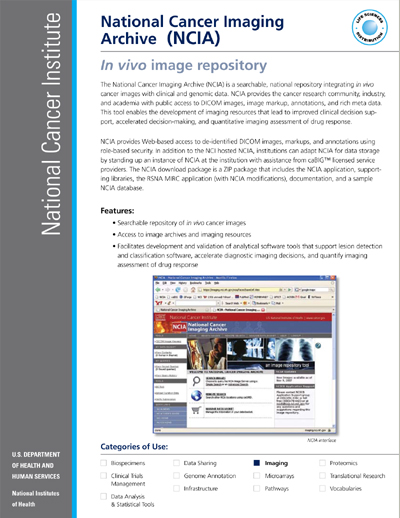 National Cancer Institute
National Cancer Imaging
Archive (NCIA)
LIFE SCIENCES
DISTRIBUTION
In vivo image repository
The National Cancer Imaging Archive (NCIA) is a searchable, national repository integrating in vivo
cancer images with clinical and genomic data. NCIA provides the cancer research community, industry,
and academia with public access to DICOM images, image markup, annotations, and rich meta data.
This tool enables the development of imaging resources that lead to improved clinical decision sup-
port, accelerated decision-making, and quantitative imaging assessment of drug response.
NCIA provides Web-based access to de-identified DICOM images, markups, and annotations using
role-based security. In addition to the NCI hosted NCIA, institutions can adapt NCIA for data storage
by standing up an instance of NCIA at the institution with assistance from caBIG™ licensed service
providers. The NCIA download package is a ZIP package that includes the NCIA application, support-
ing libraries, the RSNA MIRC application (with NCIA modifications), documentation, and a sample
NCIA database.
Features:
• Searchable repository of in vivo cancer images
• Access to image archives and imaging resources
• Facilitates development and validation of analytical software tools that support lesion detection
and classification software, accelerate diagnostic imaging decisions, and quantify imaging
assessment of drug response
National Cancer Institute
NCIA
National Cancer
Imaging Archive
an image repository tool
NCIA interface
Categories of Use:
Biospecimens
Data Sharing
Imaging
Proteomics
Clinical Trials
Management
Genome Annotation
Microarrays
Translational Research
Infrastructure
Pathways
Vocabularies
Data Analysis
& Statistical Tools
U.S. DEPARTMENT
OF HEALTH AND
HUMAN SERVICES
National Institutes
of Health